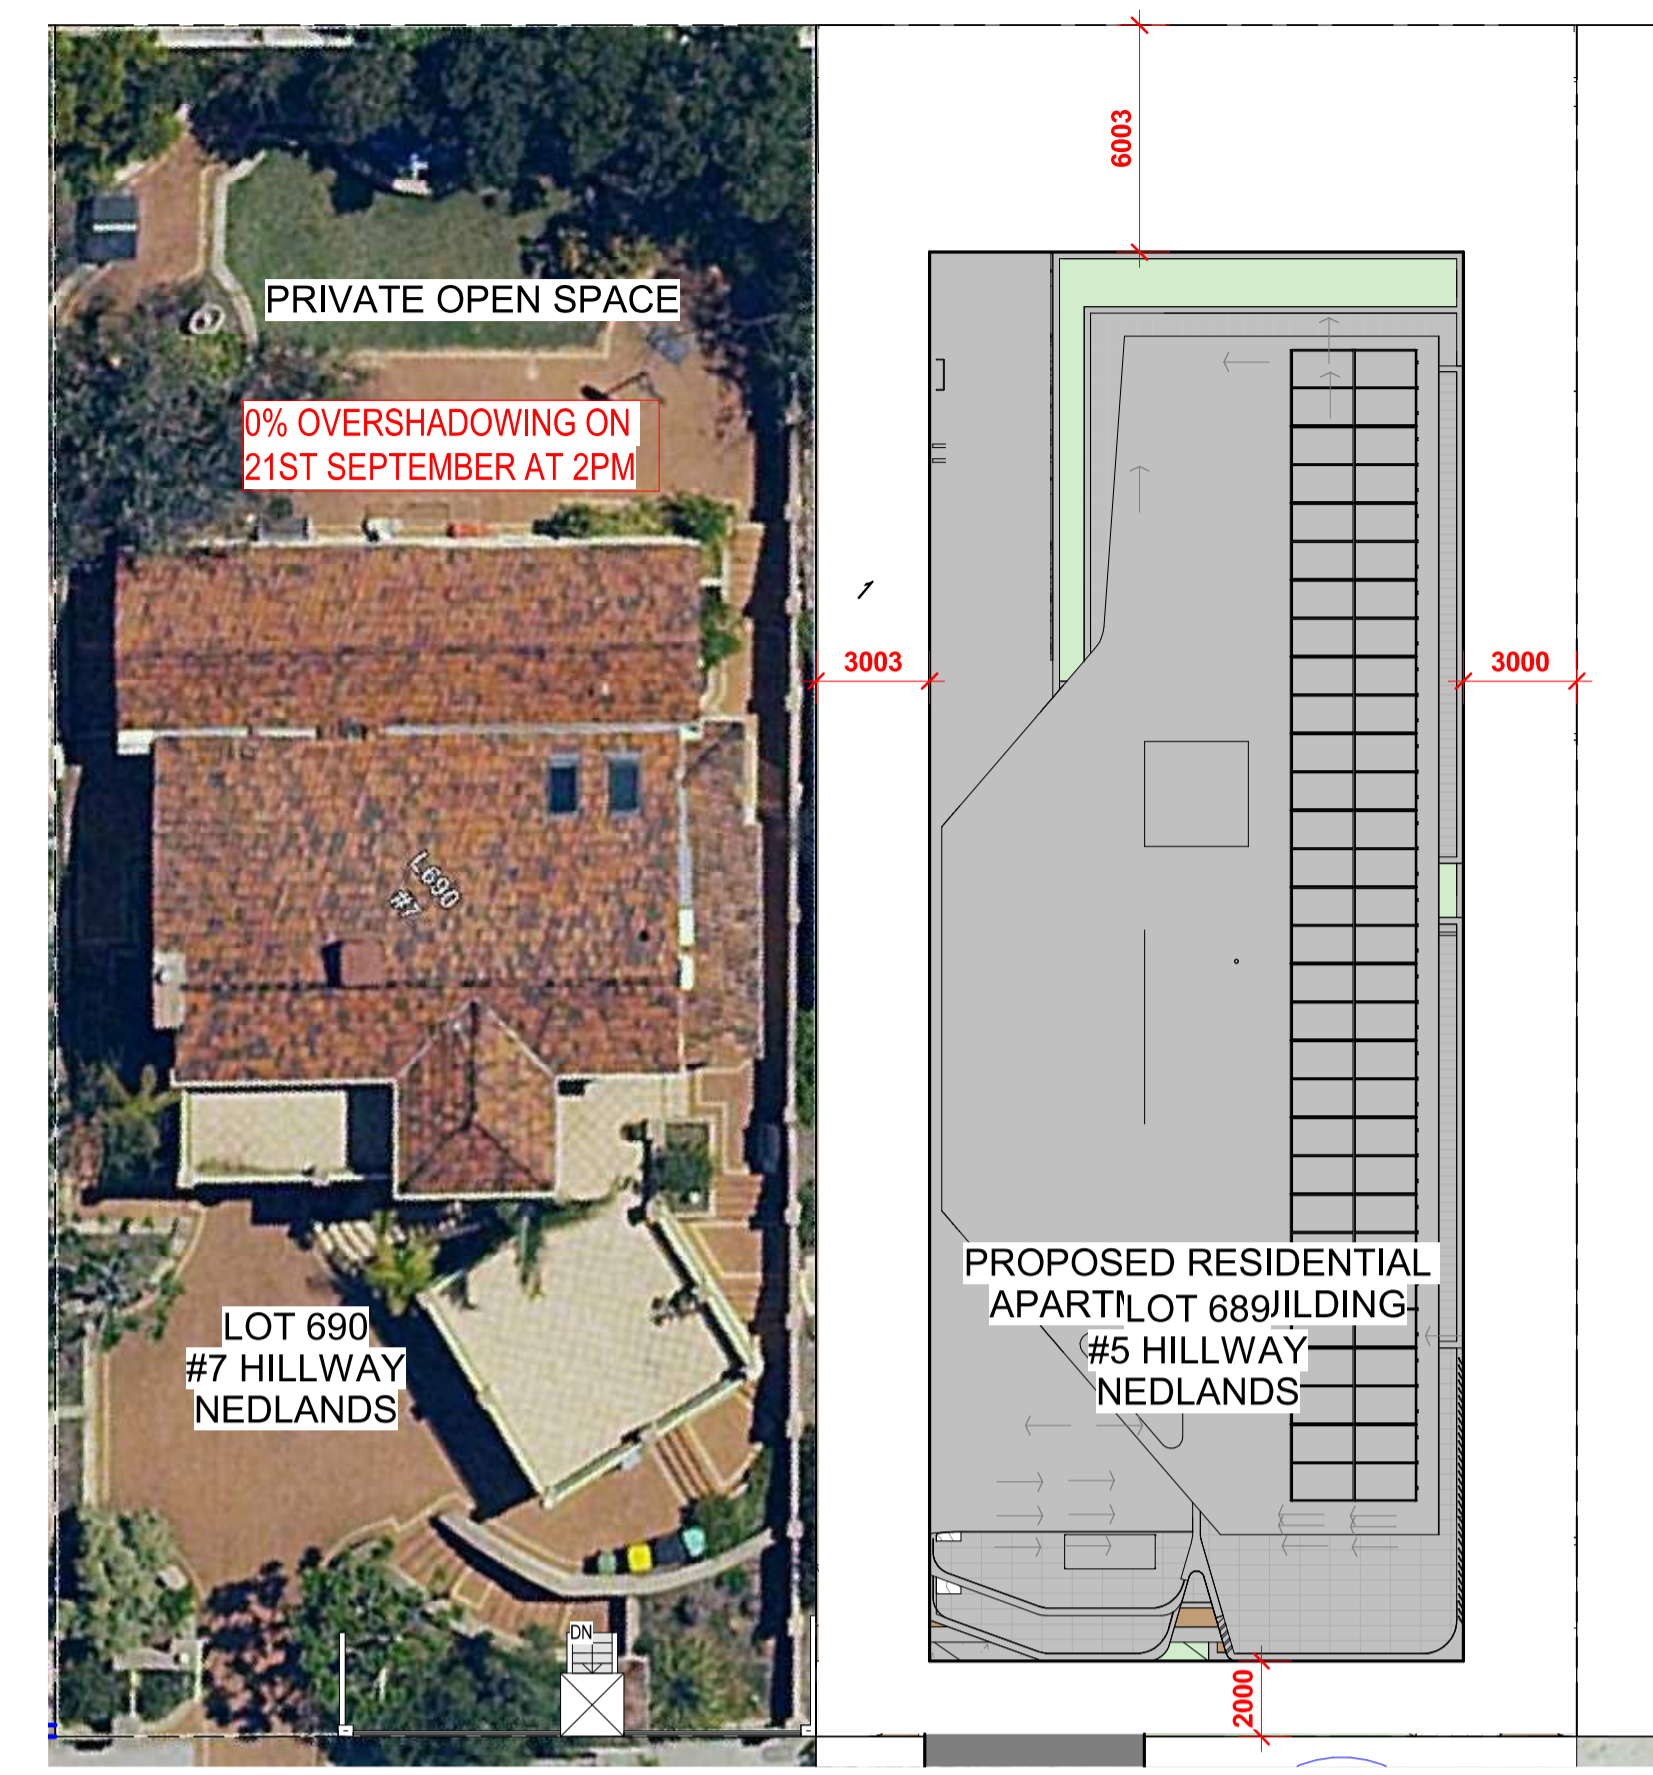 6003
PRIVATE OPEN SPACE
0% OVERSHADOWING ON
21ST SEPTEMBER AT 2PM
3003
3000
L690
#7
PROPOSED RESIDENTIAL
LOT 690
#7 HILLWAY
NEDLANDS
LOT 689
#5 HILLWAY
NEDLANDS
DN
2000